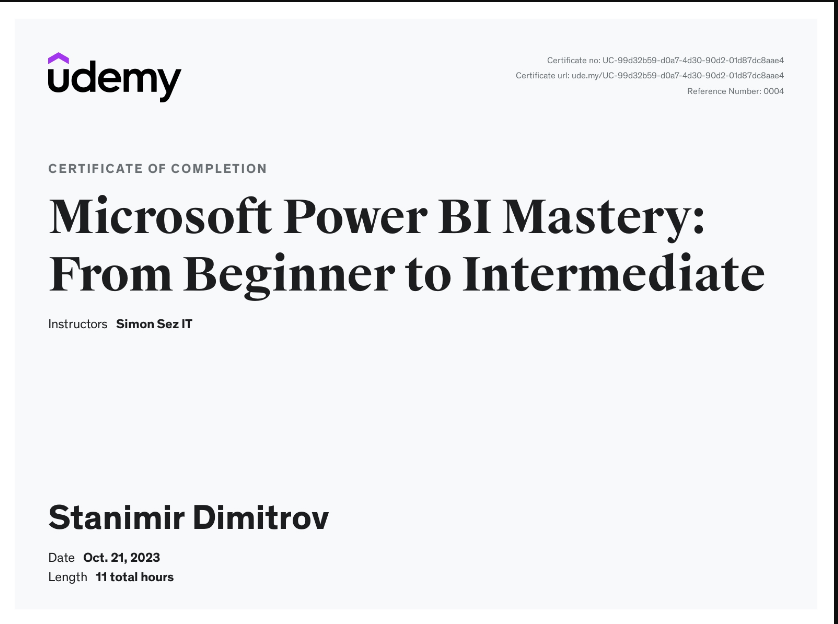 udemy
Certificate no: UC-99d32b59-d0a7-4d30-90d2-01d87dc8aae4
Certificate url: ude.my/UC-99d32b59-d0a7-4d30-90d2-01d87dc8aae4
Reference Number: 0004
CERTIFICATE OF COMPLETION
Microsoft Power BI Mastery:
From Beginner to Intermediate
Instructors Simon Sez IT
Stanimir Dimitrov
Date Oct. 21, 2023
Length 11 total hours